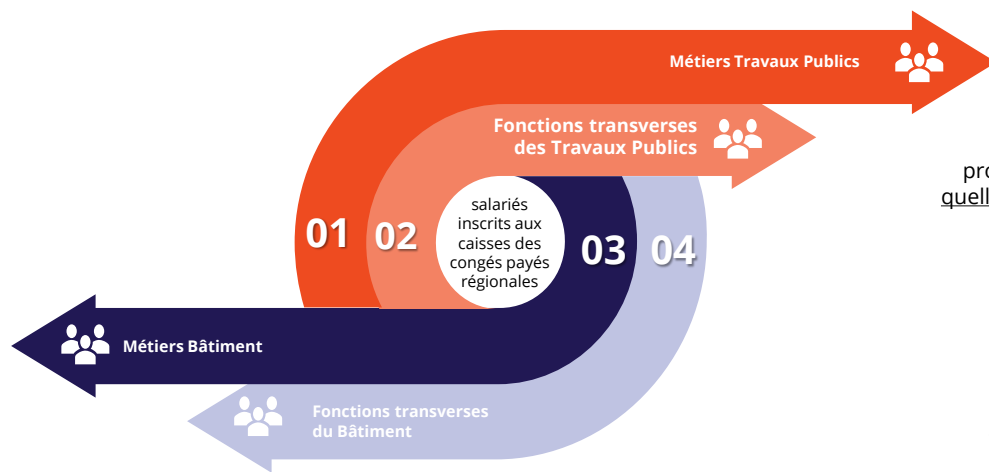 Métiers Travaux Publics
Fonctions transverses
des Travaux Publics
salariés
inscrits aux
caisses des
congés payés
régionales
01
02
03
04
Métiers Bâtiment
Fonctions transverses
du Bâtiment